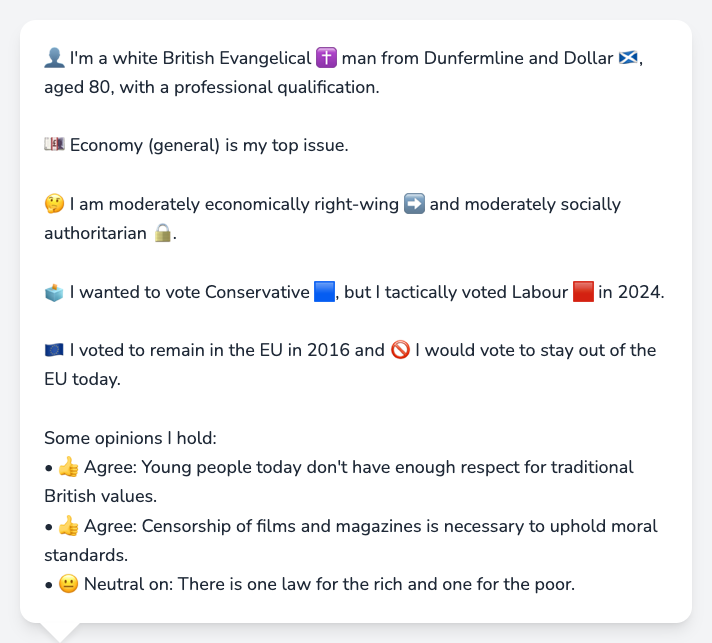 👤 I'm a white British Evangelical ✝️ man from Dunfermline and Dollar 🏴󠁧󠁢󠁳󠁣󠁴󠁿,
aged 80, with a professional qualification.
💷 Economy (general) is my top issue.
🤔 I am moderately economically right-wing ➡️ and moderately socially
authoritarian 🔒.
🗳️ I wanted to vote Conservative 🟦, but I tactically voted Labour 🟥 in 2024.
🇪🇺 I voted to remain in the EU in 2016 and 🚫 I would vote to stay out of the
EU today.
Some opinions I hold:
• 👍 Agree: Young people today don't have enough respect for traditional
British values.
• 👍 Agree: Censorship of films and magazines is necessary to uphold moral
standards.
• 😐 Neutral on: There is one law for the rich and one for the poor.